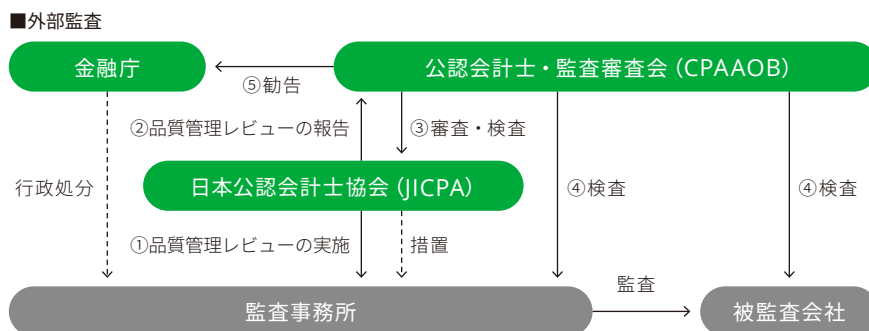 ■外部監査
金融庁
公認会計士・監査審査会（CPAAOB）
⑤勧告
②品質管理レビューの報告
③審査・検査
行政処分
日本公認会計士協会（JICPA）
④検査
④検査
①品質管理レビューの実施
措置
監査事務所
監査
被監査会社